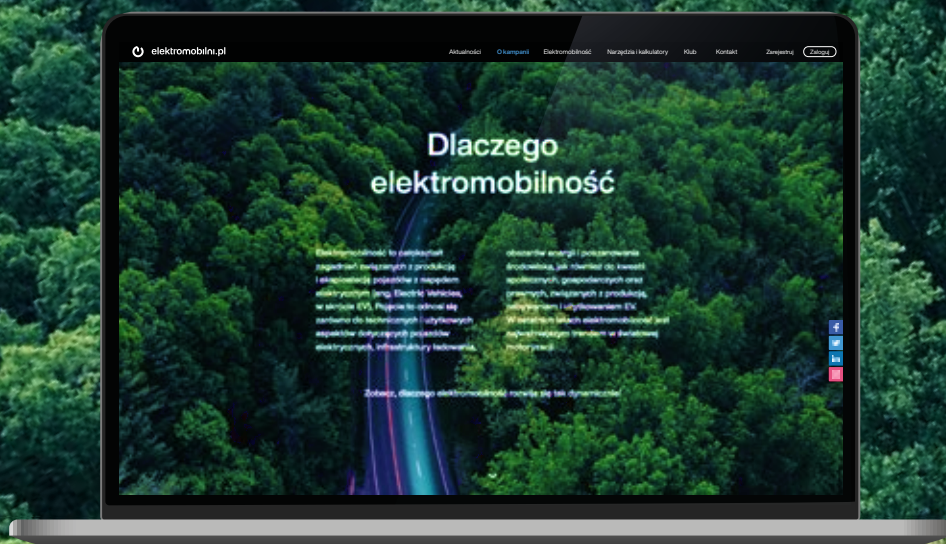 elektromobilni.pl
Aktualności O kampanii Elektromobilność Narzędzia i kalkulatory Klub Kontakt Zarejestruj Zaloguj
Dlaczego
elektromobilność
Elektromobilność to całokształt
zagadnień związanych z produkcją
i eksploatacją pojazdów z napędem
elektrycznym (ang. Electric Vehicles,
w skrócie EV). Pojęcie to odnosi się
zarówno do technicznych i użytkowych
aspektów dotyczących pojazdów
elektrycznych, infrastruktury ładowania,
obszarów energii i poszanowania
środowiska, jak również do kwestii
społecznych, gospodarczych oraz
prawnych, związanych z produkcją,
nabywaniem i użytkowaniem EV.
W ostatnich latach elektromobilność jest
najważniejszym trendem w światowej
motoryzacji.
Zobacz, dlaczego elektromobilność rozwija się tak dynamicznie!
f
in